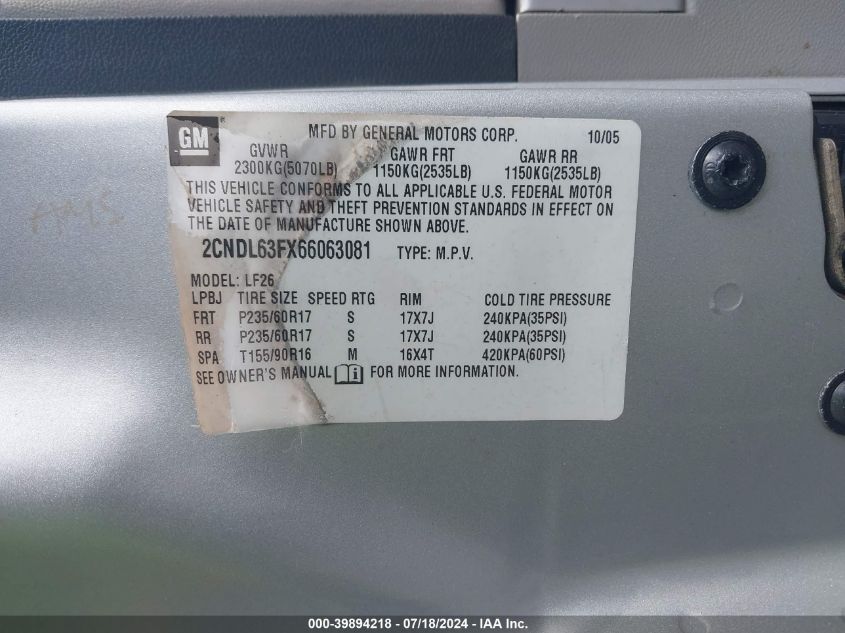 GM ®
MFD BY GENERAL MOTORS CORP. 10/05
GVWR GAWR FRT GAWR RR
2300KG(5070LB) 1150KG(2535LB) 1150KG(2535LB)
THIS VEHICLE CONFORMS TO ALL APPLICABLE U.S. FEDERAL MOTOR
VEHICLE SAFETY AND THEFT PREVENTION STANDARDS IN EFFECT ON
THE DATE OF MANUFACTURE SHOWN ABOVE.
2CNDL63FX66063081 TYPE: M.P.V.
MODEL: LF26
LPBJ TIRE SIZE SPEED RTG RIM COLD TIRE PRESSURE
FRT P235/60R17 S 17X7J 240KPA(35PSI)
RR P235/60R17 S 17X7J 240KPA(35PSI)
SPA T155/90R16 M 16X4T 420KPA(60PSI)
SEE OWNER'S MANUAL FOR MORE INFORMATION.
000-39894218 / 07/18/2024 - IAA Inc.